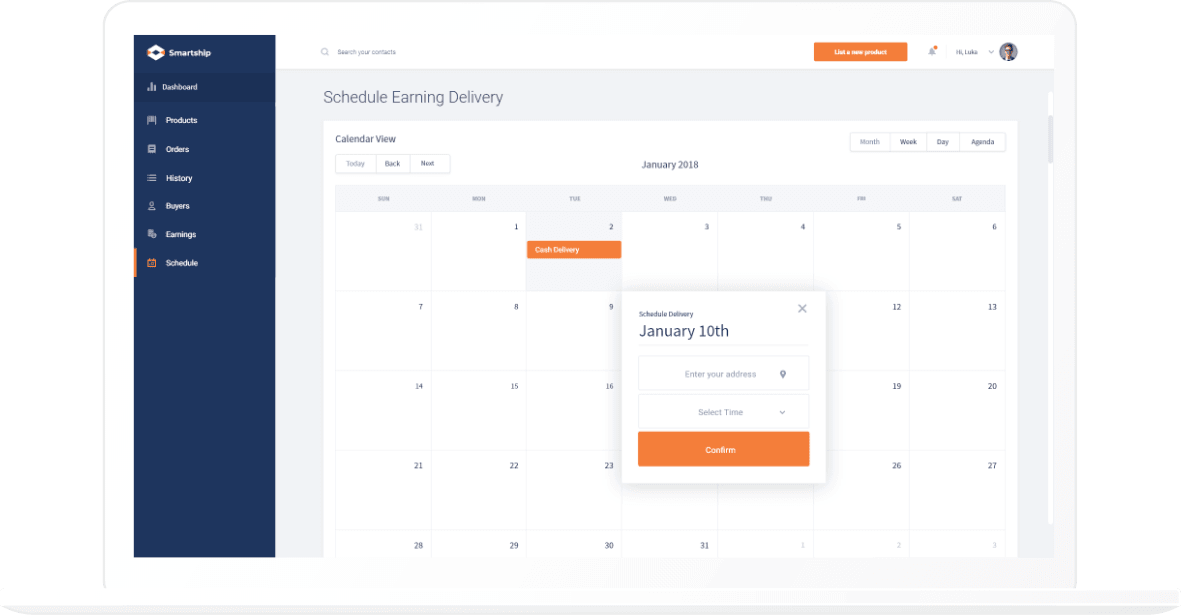 Smartship
Search your contacts
List a new product
Hi, Luka
Dashboard
Products
Orders
History
Buyers
Earnings
Schedule
Schedule Earning Delivery
Calendar View
Today Back Next
January 2018
Month Week Day Agenda
SUN MON TUE WED THU FRI SAT
31 1 2 3 4 5 6
Cash Delivery
7 8 9 12 13
Schedule Delivery
January 10th
Enter your address
Select Time
Confirm
14 15 16 19 20
21 22 23 26 27
28 29 30 31 1 2 3